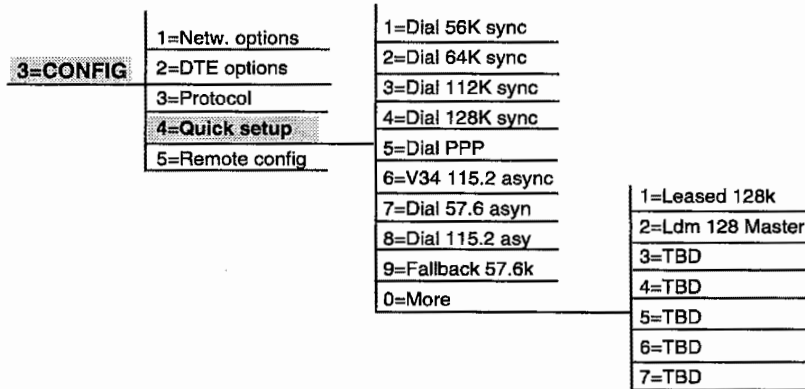 3=CONFIG
1=Netw. options
2=DTE options
3=Protocol
4=Quick setup
5=Remote config
1=Dial 56K sync
2=Dial 64K sync
3=Dial 112K sync
4=Dial 128K sync
5=Dial PPP
6=V34 115.2 async
7=Dial 57.6 asyn
8=Dial 115.2 asy
9=Fallback 57.6k
0=More
1=Leased 128k
2=Ldm 128 Master
3=TBD
4=TBD
5=TBD
6=TBD
7=TBD